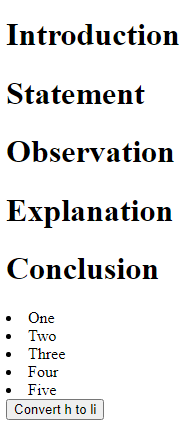 Introduction
Statement
Observation
Explanation
Conclusion
One
Two
Three
Four
Five
Convert h to li